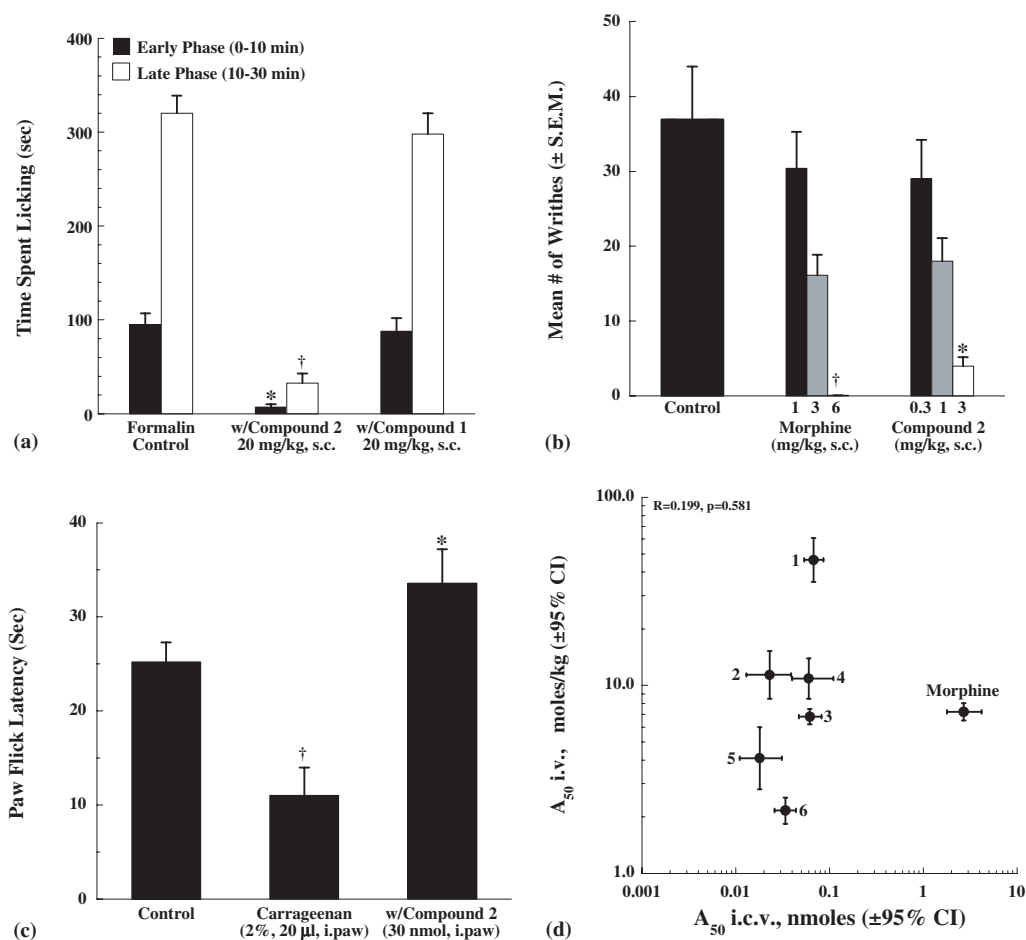 400
300
200
100
0
Time Spent Licking (sec)
Early Phase (0-10 min)
Late Phase (10-30 min)
*
†
(a)
Formalin
Control
w/Compound 2
20 mg/kg, s.c.
w/Compound 1
20 mg/kg, s.c.
50
40
30
20
10
0
Mean # of Writhes (± S.E.M.)
†
*
(b)
Control
1 3 6
Morphine
(mg/kg, s.c.)
0.3 1 3
Compound 2
(mg/kg, s.c.)
40
30
20
10
0
Paw Flick Latency (Sec)
†
*
(c)
Control
Carrageenan
(2%, 20 µl, i.paw)
w/Compound 2
(30 nmol, i.paw)
100.0
10.0
1.0
A50 i.v., moles/kg (±95% CI)
R=0.199, p=0.581
1
2
4
3
Morphine
5
6
(d)
0.001 0.01 0.1 1 10
A50 i.c.v., nmoles (±95% CI)